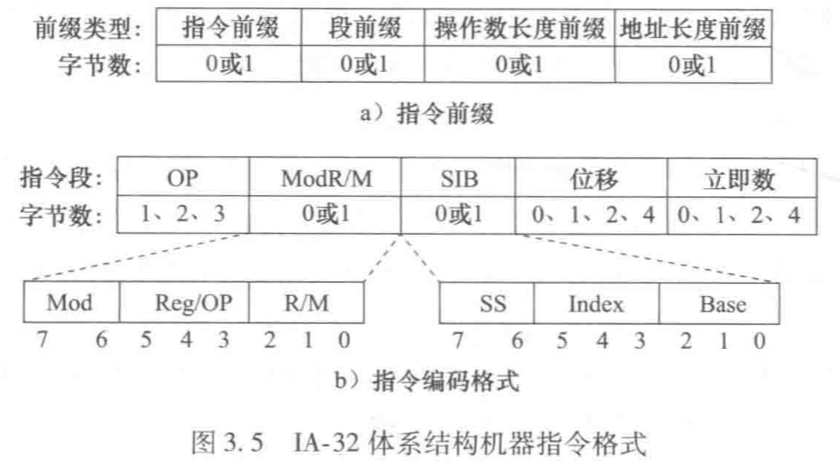 前缀类型： 指令前缀 段前缀 操作数长度前缀 地址长度前缀
字节数： 0或1 0或1 0或1 0或1
a）指令前缀
指令段： OP ModR/M SIB 位移 立即数
字节数： 1、2、3 0或1 0或1 0、1、2、4 0、1、2、4
Mod Reg/OP R/M SS Index Base
7 6 5 4 3 2 1 0 7 6 5 4 3 2 1 0
b）指令编码格式
图 3.5 IA-32 体系结构机器指令格式